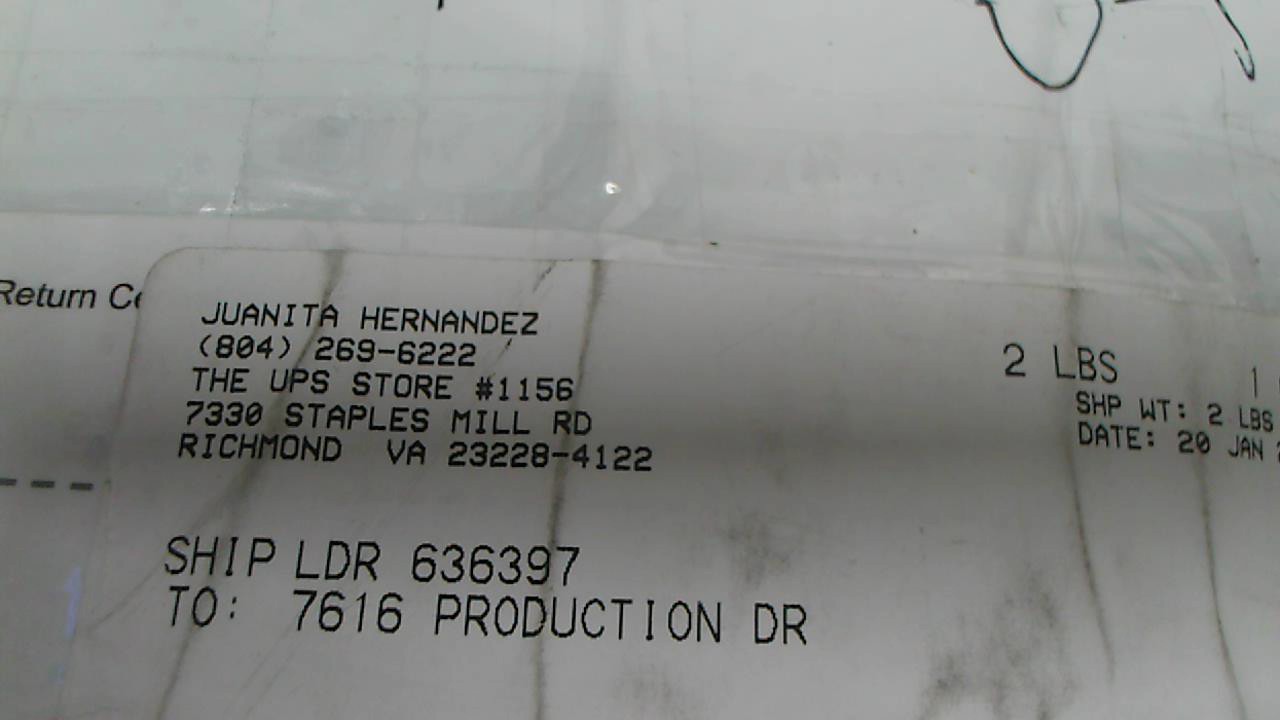 Return
JUANITA HERNANDEZ
(804) 269-6222
THE UPS STORE #1156
7330 STAPLES MILL RD
RICHMOND VA 23228-4122
2 LBS 1
SHP WT: 2 LBS
DATE: 20 JAN
SHIP LDR 636397
TO: 7616 PRODUCTION DR